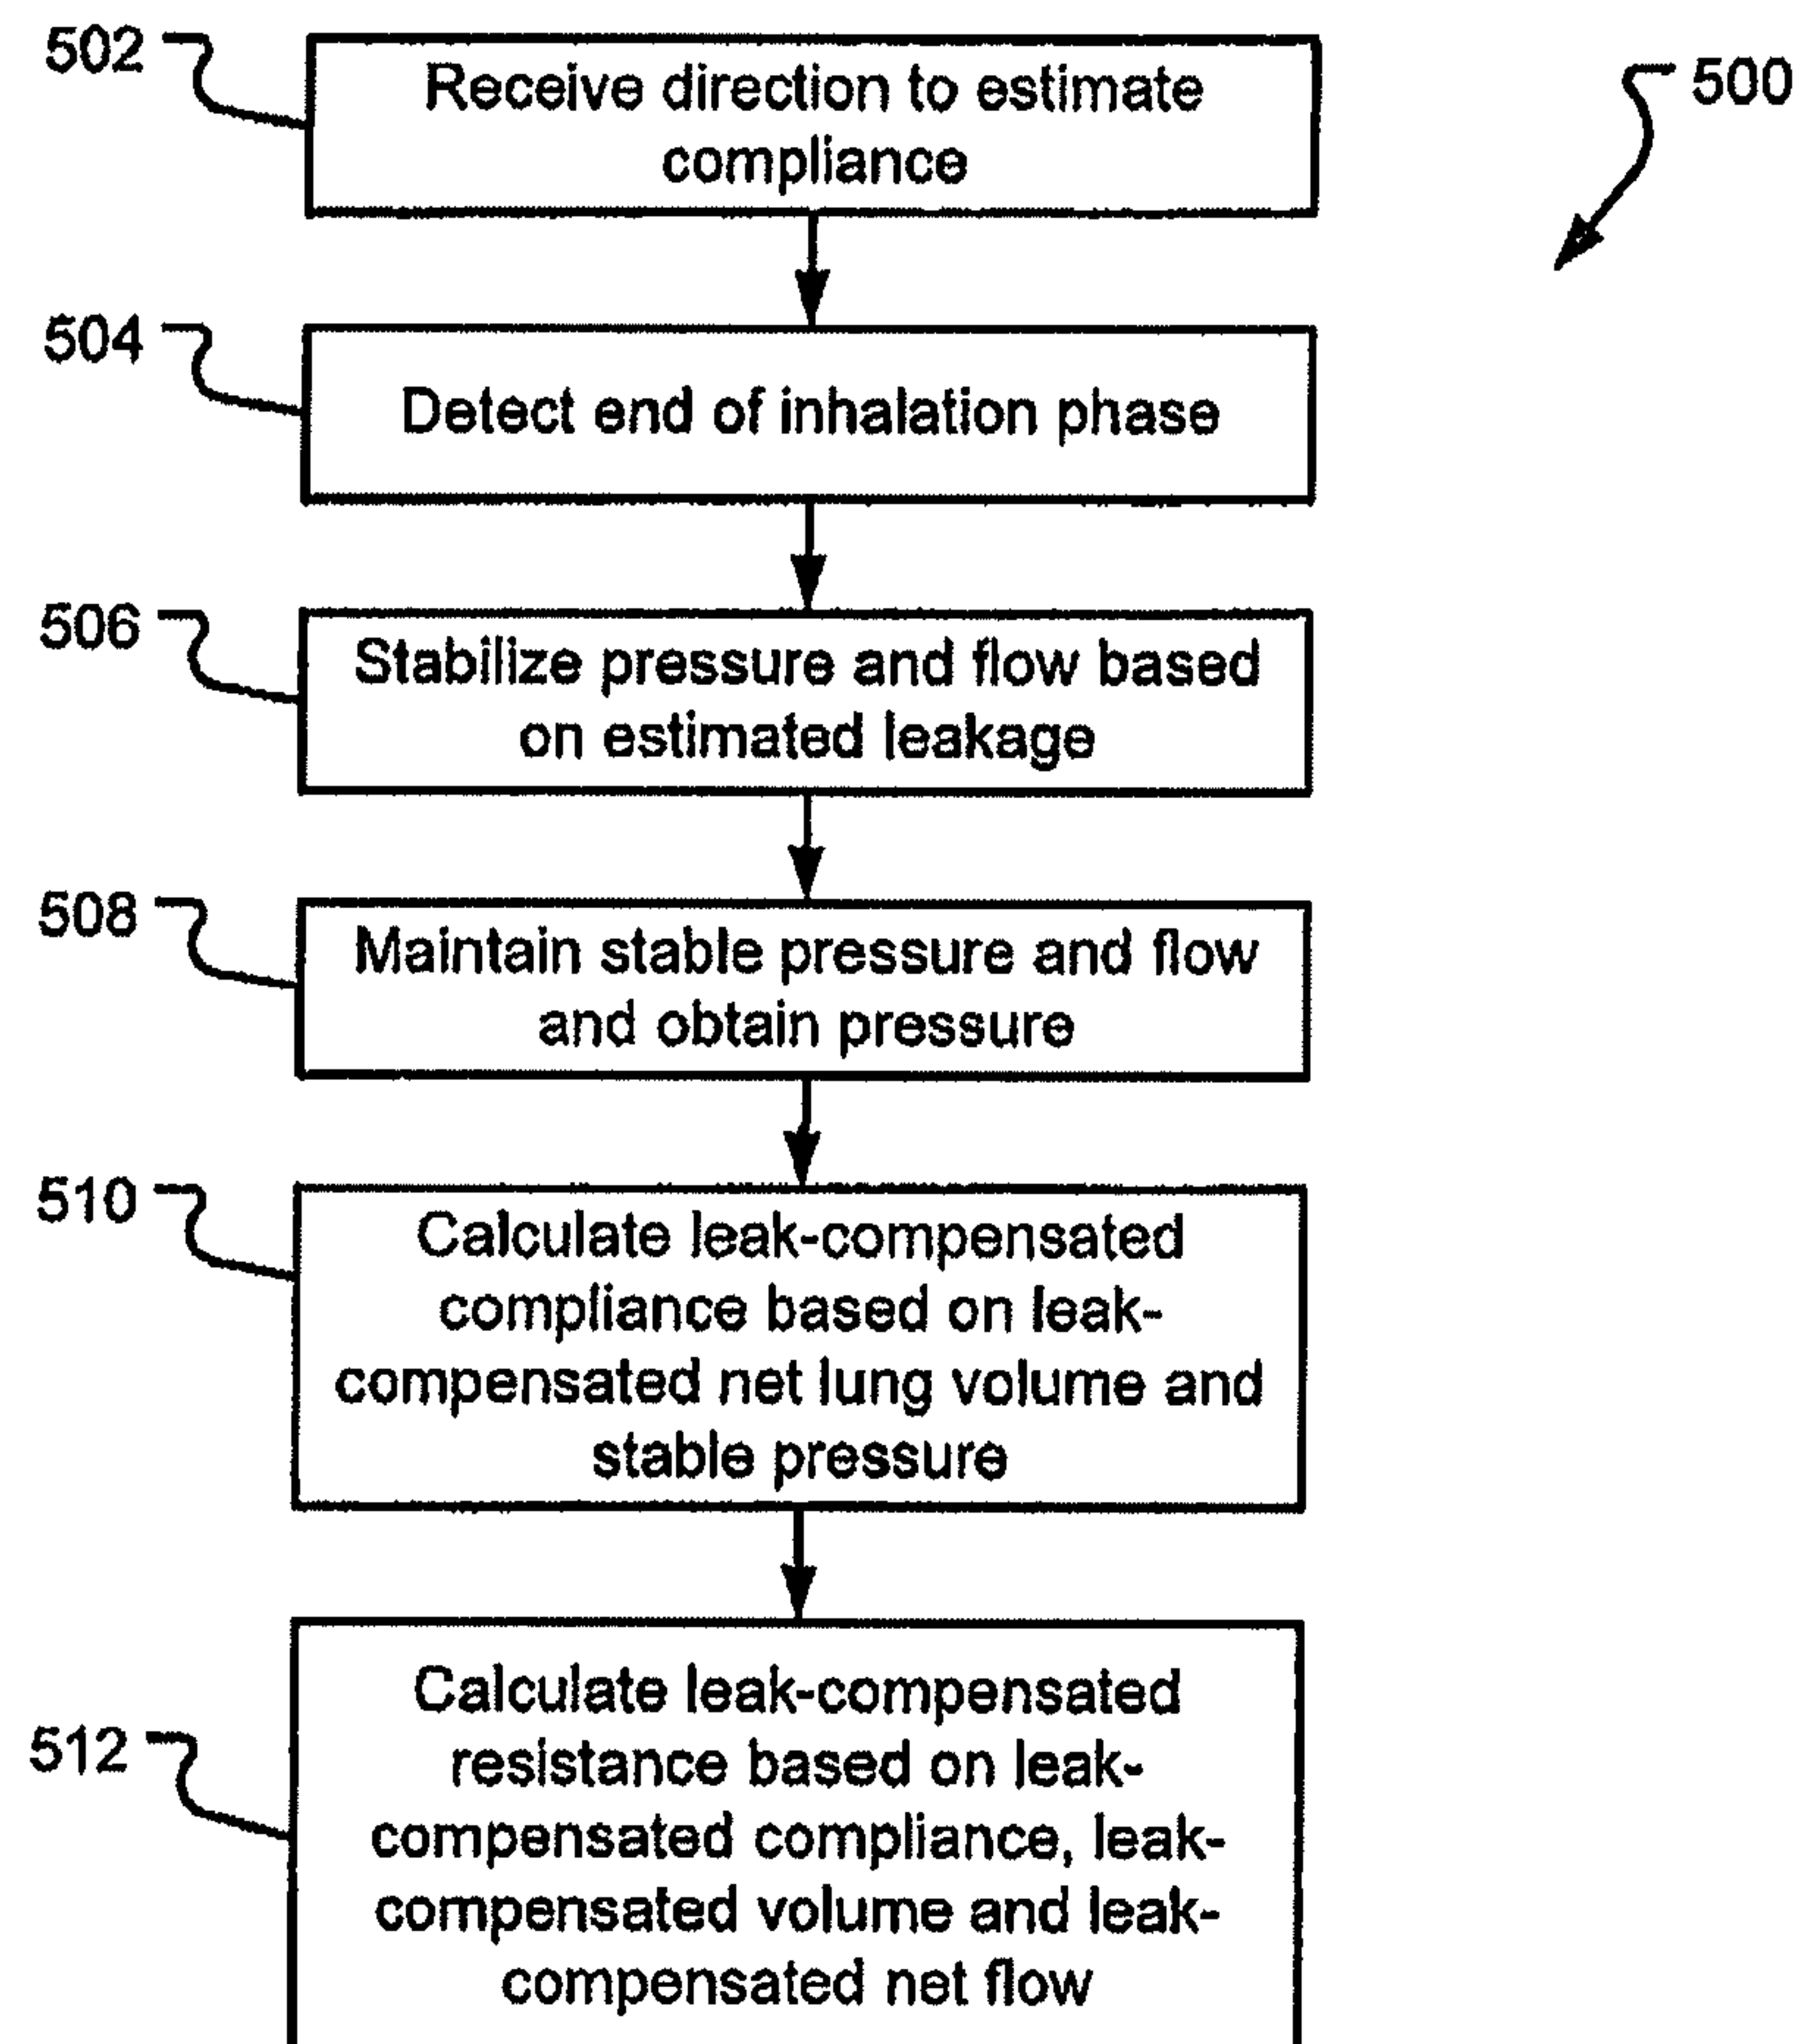 502
Receive direction to estimate
compliance
500
504
Detect end of inhalation phase
506
Stabilize pressure and flow based
on estimated leakage
508
Maintain stable pressure and flow
and obtain pressure
510
Calculate leak-compensated
compliance based on leak-
compensated net lung volume and
stable pressure
512
Calculate leak-compensated
resistance based on leak-
compensated compliance, leak-
compensated volume and leak-
compensated net flow